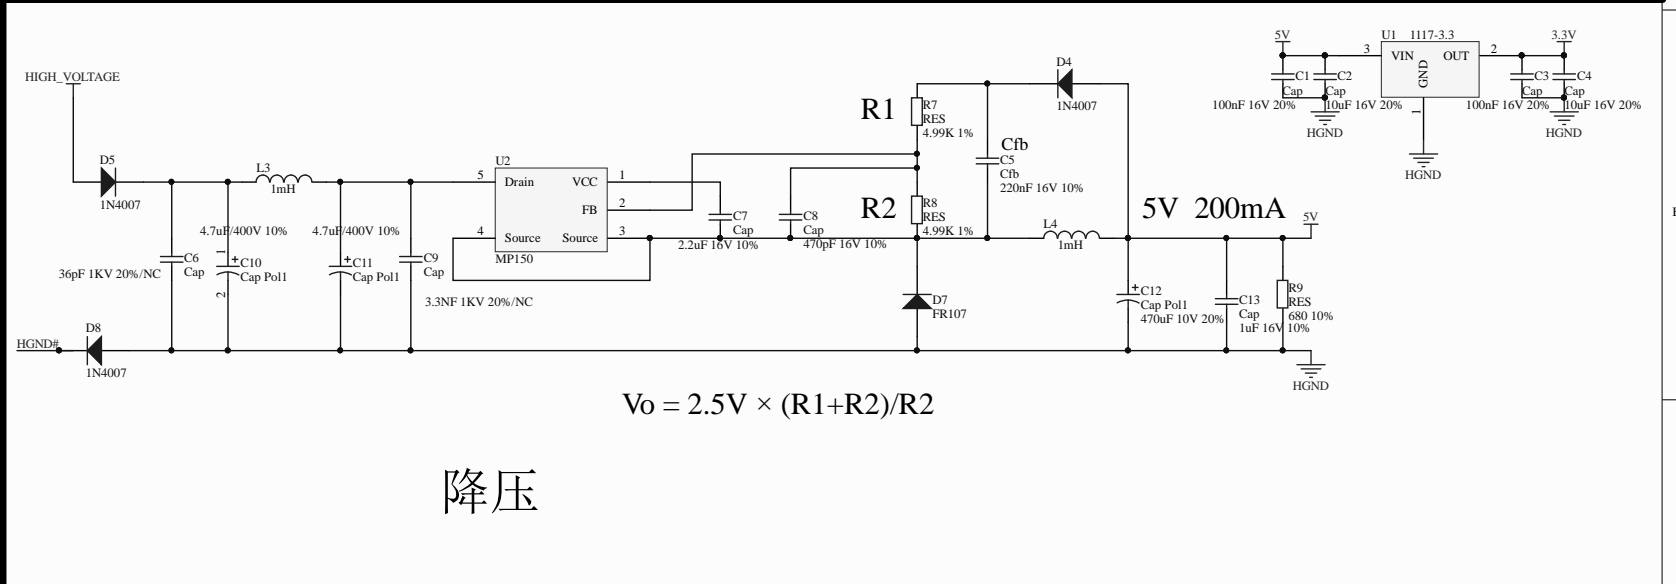 HIGH_VOLTAGE
D5
1N4007
L3
1mH
4.7uF/400V 10%
4.7uF/400V 10%
36pF 1KV 20%/NC
C6
Cap
1
2
C10
Cap Pol1
C11
Cap Pol1
C9
Cap
3.3NF 1KV 20%/NC
HGND#
D8
1N4007
U2
5
Drain
VCC
1
FB
2
4
Source
Source
3
MP150
C7
Cap
2.2uF 16V 10%
C8
Cap
470pF 16V 10%
R1
R7
RES
4.99K 1%
R2
R8
RES
4.99K 1%
Cfb
C5
Cfb
220nF 16V 10%
D4
1N4007
D7
FR107
L4
1mH
5V 200mA
5V
C12
Cap Pol1
470uF 10V 20%
C13
Cap
1uF 16V 10%
R9
RES
680 10%
HGND
5V
C1
Cap
100nF 16V 20%
C2
Cap
10uF 16V 20%
HGND
U1 1117-3.3
3
VIN
OUT
2
GND
1
HGND
3.3V
C3
Cap
100nF 16V 20%
C4
Cap
10uF 16V 20%
HGND
Vo = 2.5V × (R1+R2)/R2
降压